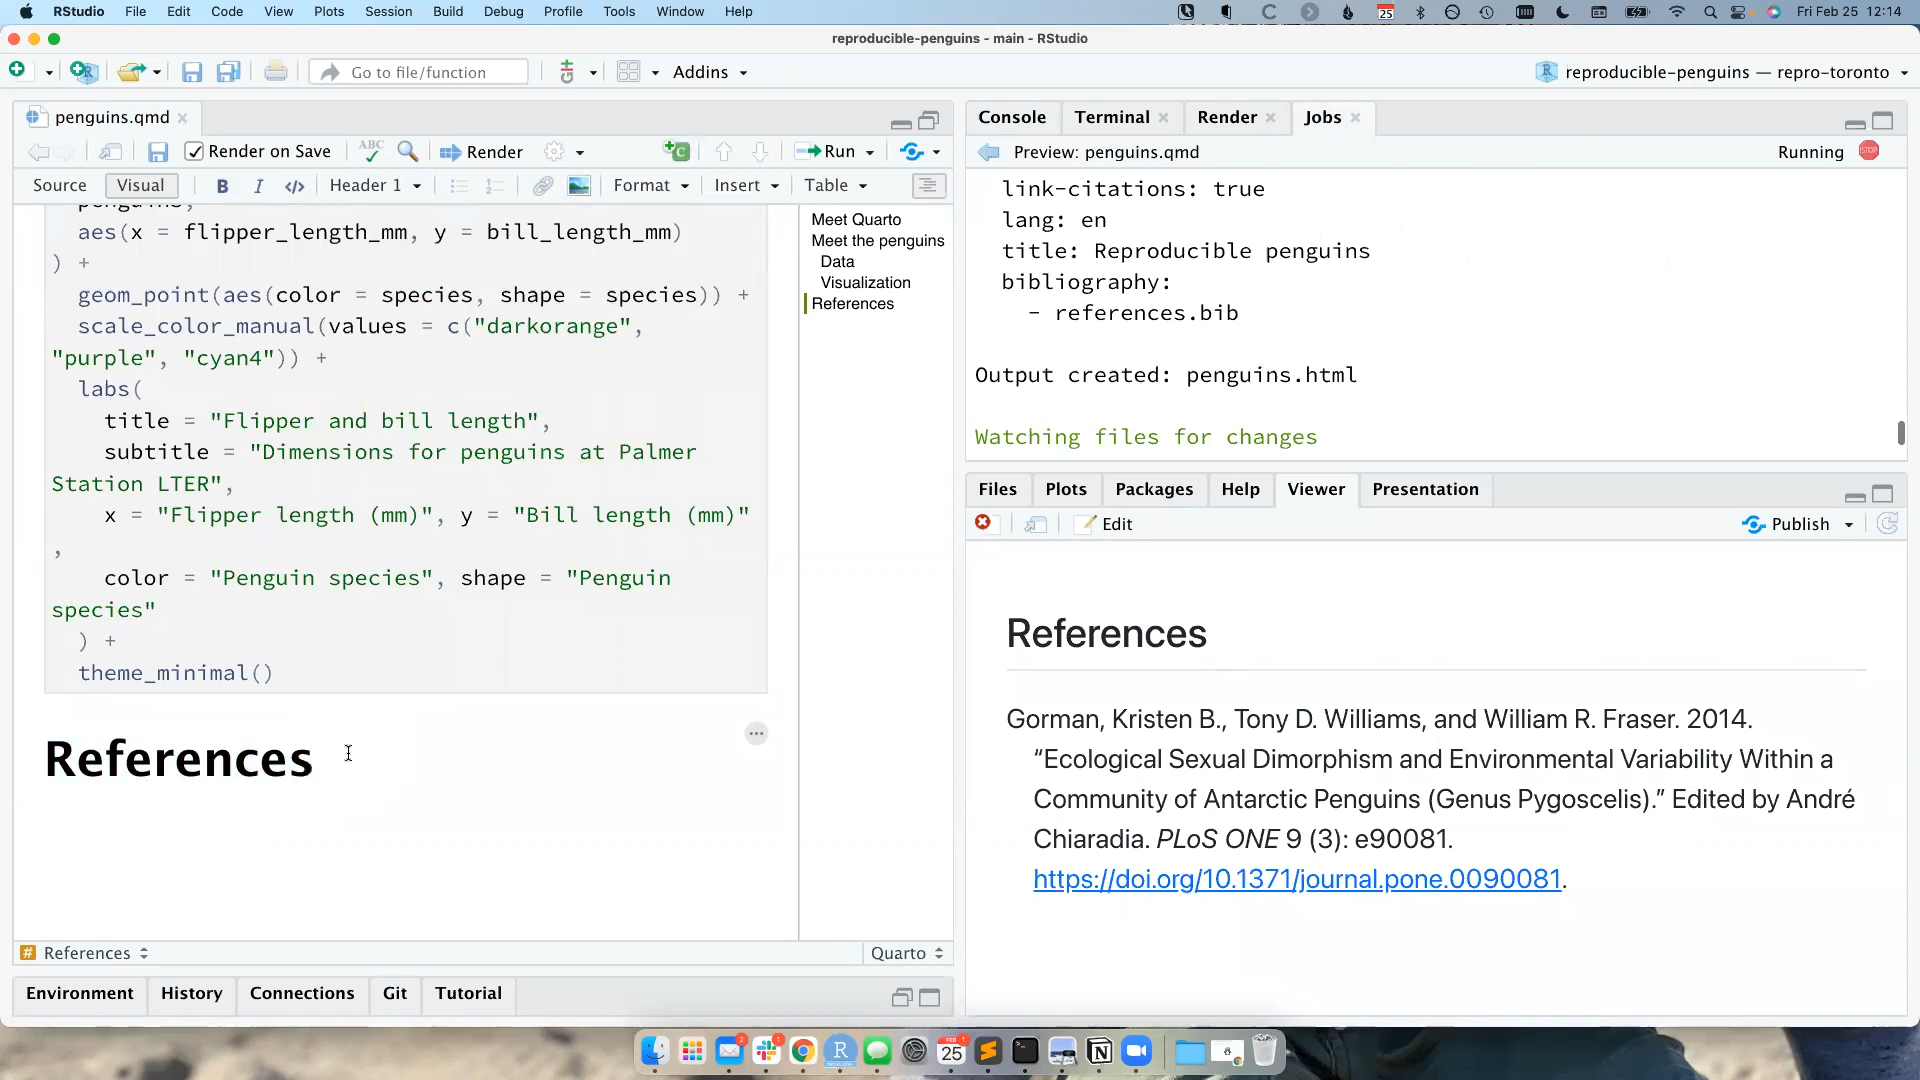 RStudio File Edit Code View Plots Session Build Debug Profile Tools Window Help 25 Fri Feb 25 12:14
reproducible-penguins - main - RStudio
Go to file/function Addins reproducible-penguins — repro-toronto
penguins.qmd
Render on Save ABC Render Run
Source Visual B I </> Header 1 Format Insert Table
penguins,
aes(x = flipper_length_mm, y = bill_length_mm)
) +
geom_point(aes(color = species, shape = species)) +
scale_color_manual(values = c("darkorange",
"purple", "cyan4")) +
labs(
title = "Flipper and bill length",
subtitle = "Dimensions for penguins at Palmer
Station LTER",
x = "Flipper length (mm)", y = "Bill length (mm)"
,
color = "Penguin species", shape = "Penguin
species"
) +
theme_minimal()
References
Meet Quarto
Meet the penguins
Data
Visualization
References
# References Quarto
Environment History Connections Git Tutorial
Console Terminal Render Jobs
Preview: penguins.qmd Running STOP
link-citations: true
lang: en
title: Reproducible penguins
bibliography:
- references.bib
Output created: penguins.html
Watching files for changes
Files Plots Packages Help Viewer Presentation
Edit Publish
References
Gorman, Kristen B., Tony D. Williams, and William R. Fraser. 2014.
“Ecological Sexual Dimorphism and Environmental Variability Within a
Community of Antarctic Penguins (Genus Pygoscelis).” Edited by André
Chiaradia. PLoS ONE 9 (3): e90081.
https://doi.org/10.1371/journal.pone.0090081.
2 1 R FEB 25 1